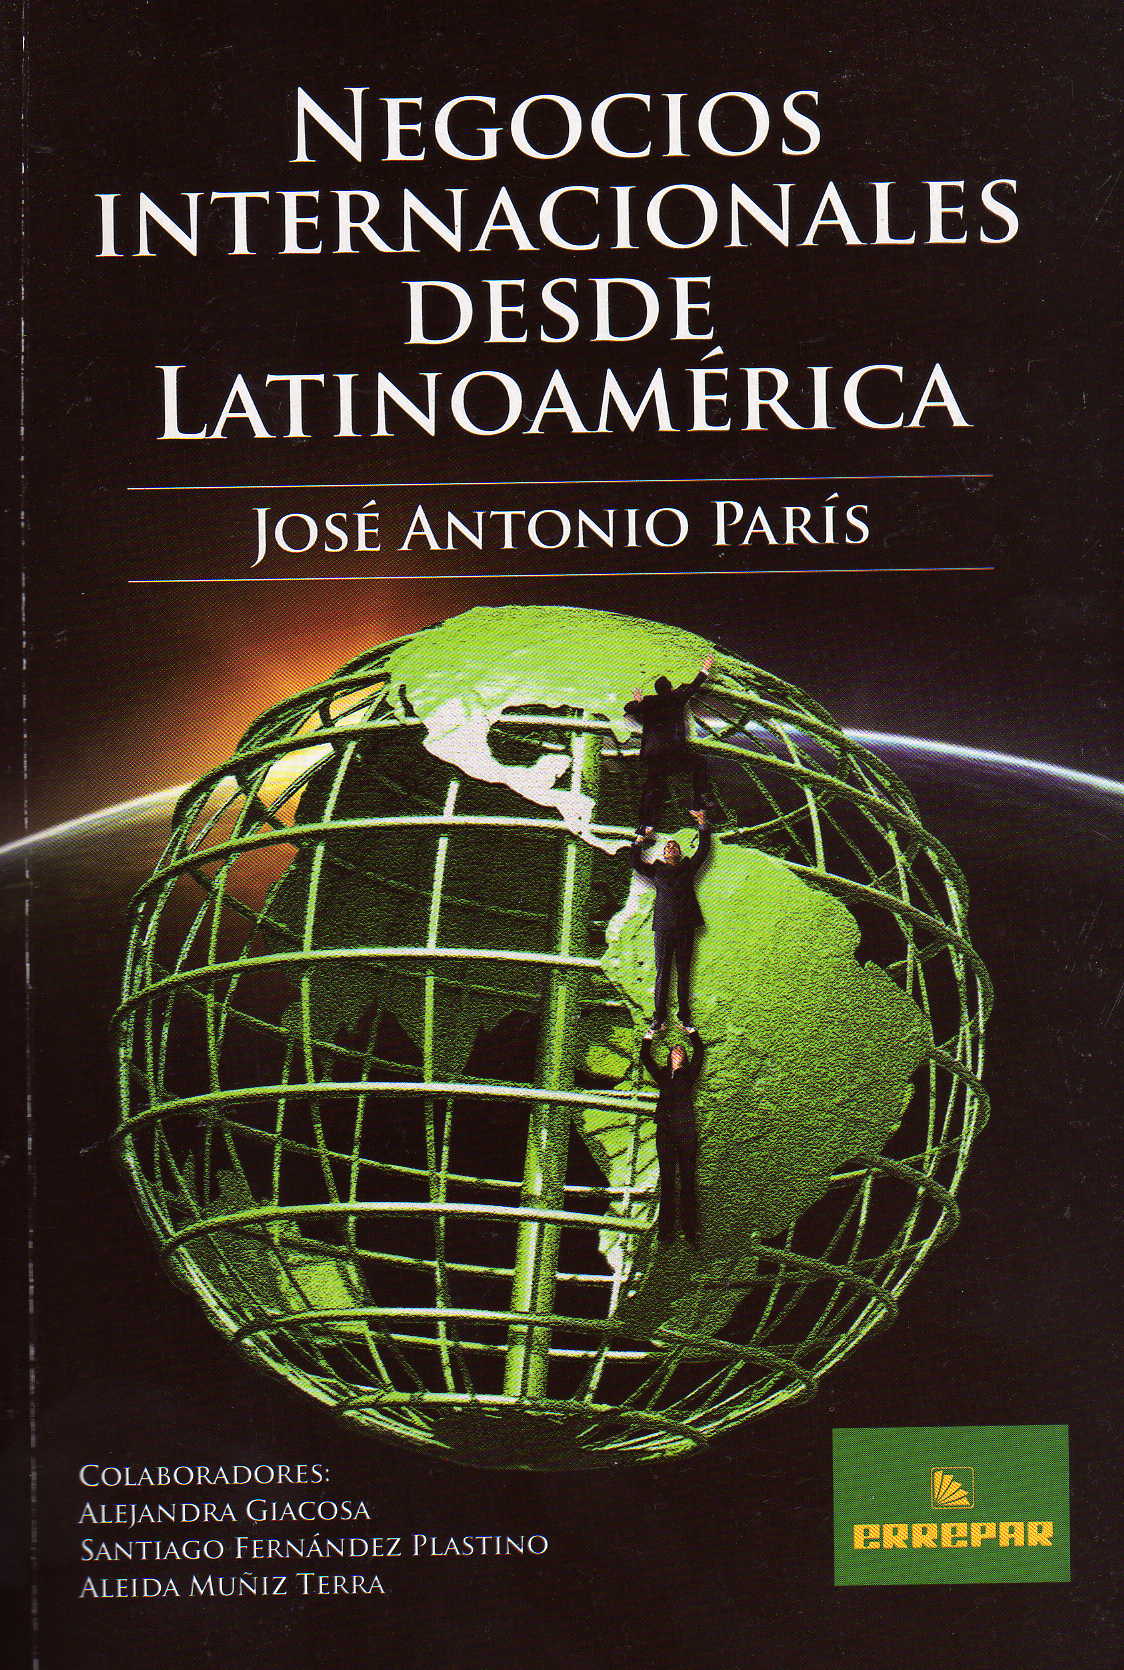 NEGOCIOS
INTERNACIONALES
DESDE
LATINOAMÉRICA
JOSÉ ANTONIO PARÍS
COLABORADORES:
ALEJANDRA GIACOSA
SANTIAGO FERNÁNDEZ PLASTINO
ALEIDA MUÑIZ TERRA
ERREPAR